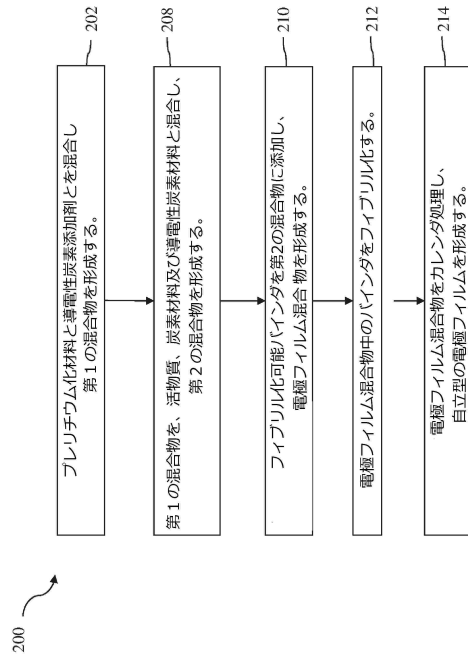 200
プレリチウム化材料と導電性炭素添加剤とを混合し
第１の混合物を形成する。
202
第１の混合物を、活物質、炭素材料及び導電性炭素材料と混合し、
第２の混合物を形成する。
208
フィブリル化可能バインダを第2の混合物に添加し、
電極フィルム混合 物を形成する。
210
電極フィルム混合物中のバインダをフィブリル化する。
212
電極フィルム混合物をカレンダ処理し、
自立型の電極フィルムを形成する。
214